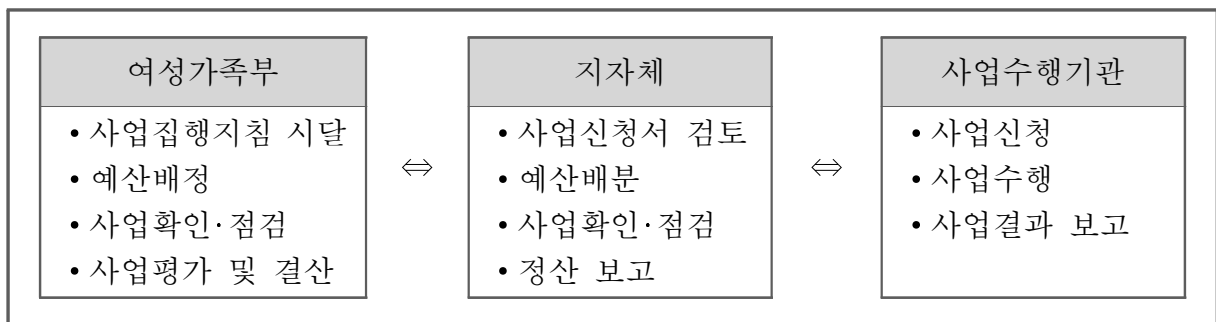 여성가족부
• 사업집행지침 시달
• 예산배정
• 사업확인·점검
• 사업평가 및 결산
⇔
지자체
• 사업신청서 검토
• 예산배분
• 사업확인·점검
• 정산 보고
⇔
사업수행기관
• 사업신청
• 사업수행
• 사업결과 보고